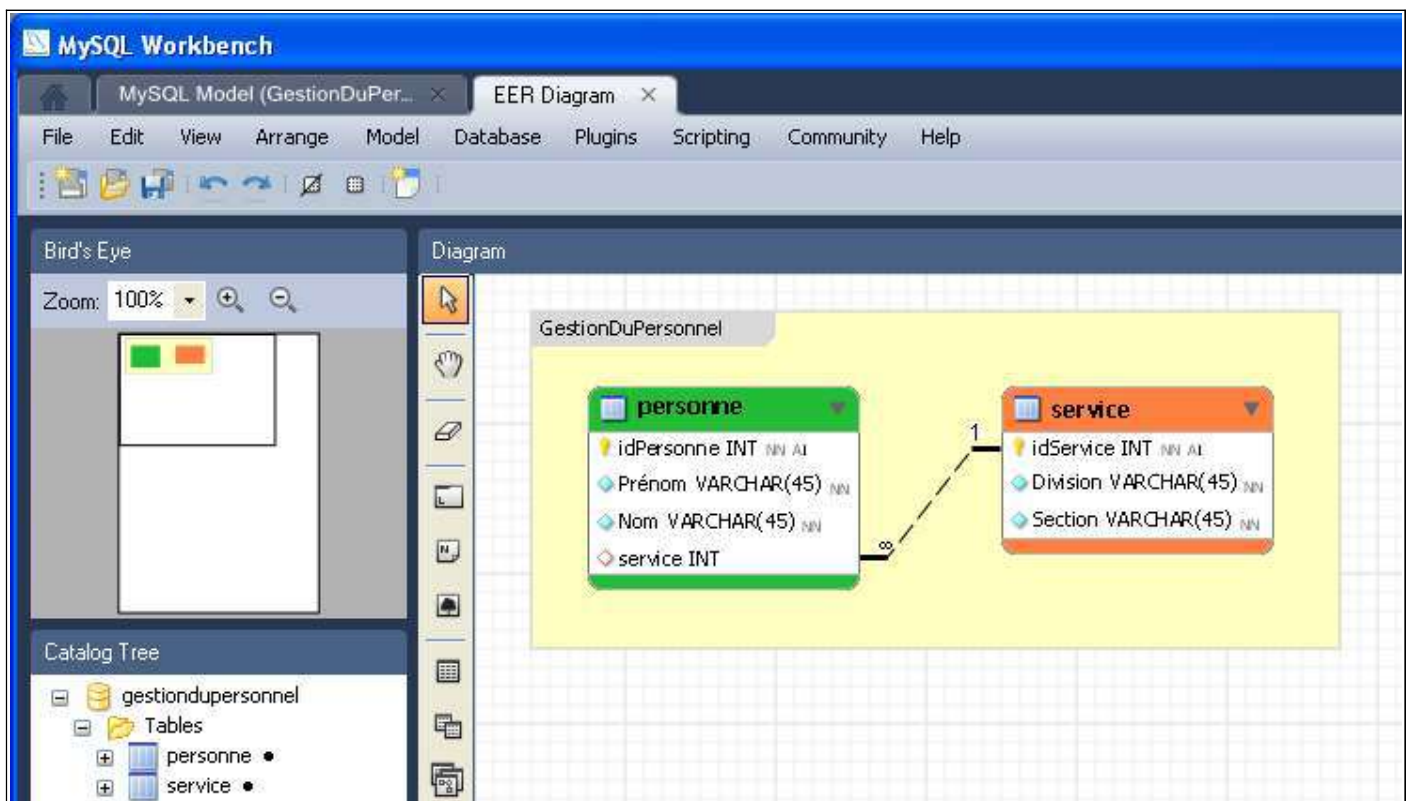 MySQL Workbench
MySQL Model (GestionDuPer... × EER Diagram ×
File Edit View Arrange Model Database Plugins Scripting Community Help
Bird's Eye
Zoom: 100%
Diagram
GestionDuPersonnel
personne
idPersonne INT NN AI
Prénom VARCHAR(45) NN
Nom VARCHAR(45) NN
service INT
∞
1
service
idService INT NN AI
Division VARCHAR(45) NN
Section VARCHAR(45) NN
Catalog Tree
gestiondupersonnel
Tables
personne ●
service ●